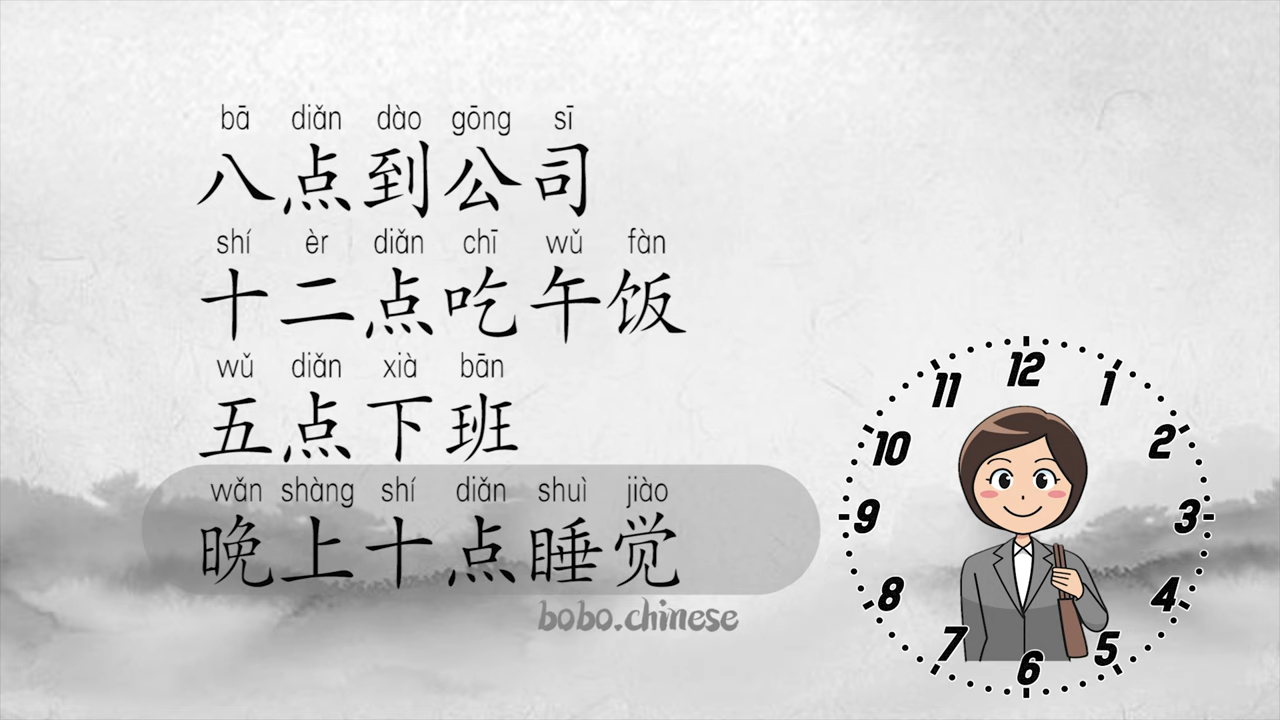 bā diǎn dào gōng sī
八点到公司
shí èr diǎn chī wǔ fàn
十二点吃午饭
wǔ diǎn xià bān
五点下班
wǎn shàng shí diǎn shuì jiào
晚上十点睡觉
bobo.chinese
12
1
2
3
4
5
6
7
8
9
10
11